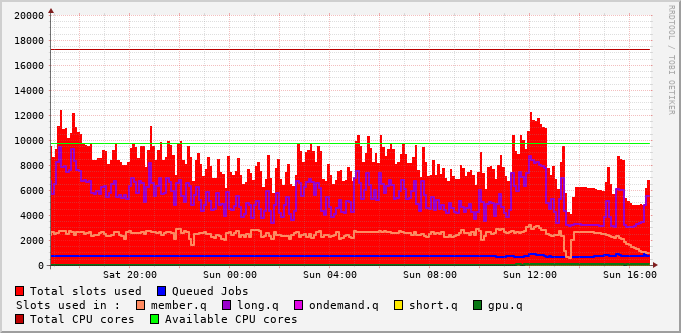 20000
18000
16000
14000
12000
10000
8000
6000
4000
2000
0
Sat 20:00 Sun 00:00 Sun 04:00 Sun 08:00 Sun 12:00 Sun 16:00
RRDTOOL / TOBI OETIKER
Total slots used Queued Jobs
Slots used in : member.q long.q ondemand.q short.q gpu.q
Total CPU cores Available CPU cores